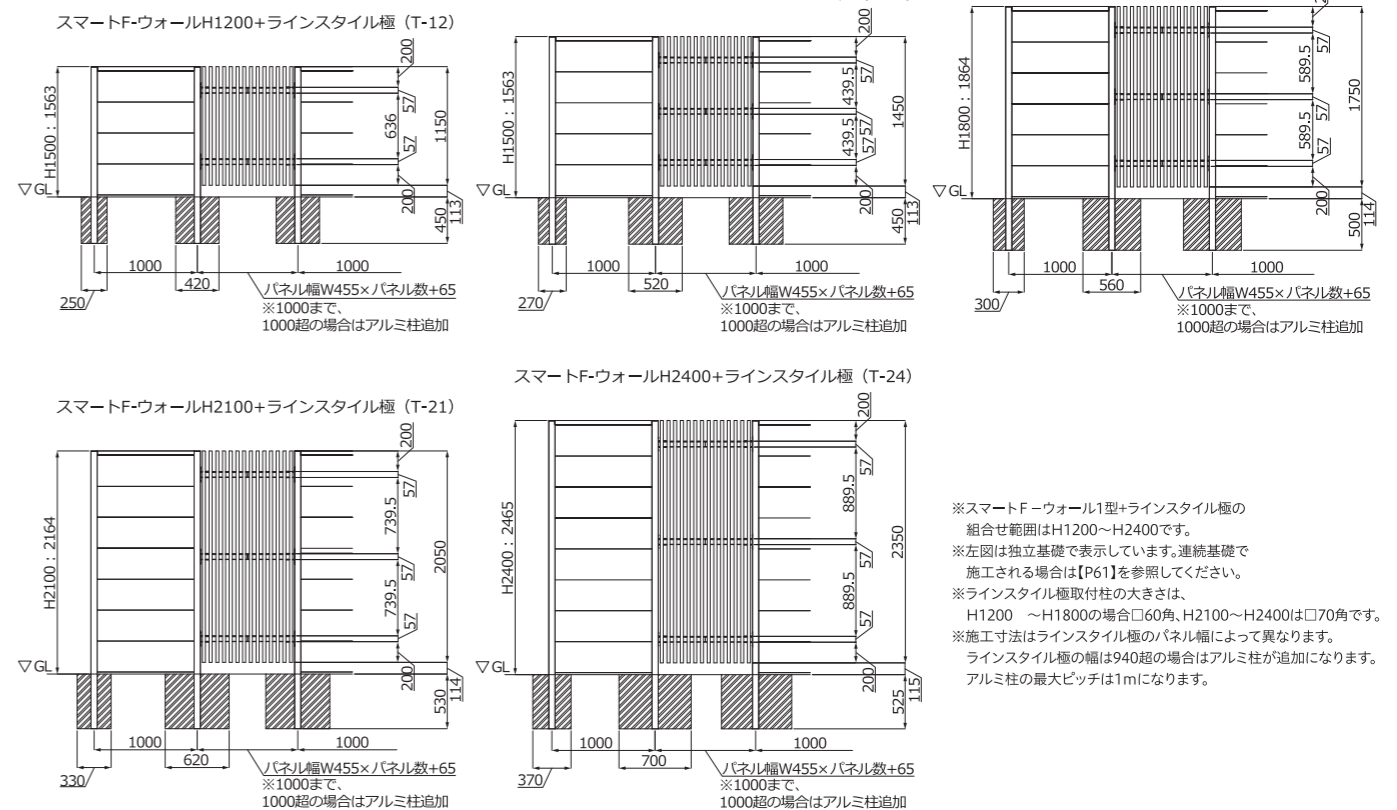 スマートF-ウォールH1200+ラインスタイル極（T-12）
200
57
636
57
200
1150
H1500：1563
▽GL
450
113
1000
1000
250
420
パネル幅W455×パネル数+65
※1000まで、
1000超の場合はアルミ柱追加
200
57
439.5
57
439.5
57
200
1450
H1500：1563
▽GL
450
113
1000
1000
270
520
パネル幅W455×パネル数+65
※1000まで、
1000超の場合はアルミ柱追加
57
589.5
57
589.5
57
200
1750
H1800：1864
▽GL
500
114
1000
1000
300
560
パネル幅W455×パネル数+65
※1000まで、
1000超の場合はアルミ柱追加
スマートF-ウォールH2100+ラインスタイル極（T-21）
200
57
739.5
57
739.5
57
200
2050
H2100：2164
▽GL
530
114
1000
1000
330
620
パネル幅W455×パネル数+65
※1000まで、
1000超の場合はアルミ柱追加
スマートF-ウォールH2400+ラインスタイル極（T-24）
200
57
889.5
57
889.5
57
200
2350
H2400：2465
▽GL
525
115
1000
1000
370
700
パネル幅W455×パネル数+65
※1000まで、
1000超の場合はアルミ柱追加
※スマートF－ウォール1型+ラインスタイル極の
組合せ範囲はH1200～H2400です。
※左図は独立基礎で表示しています。連続基礎で
施工される場合は【P61】を参照してください。
※ラインスタイル極取付柱の大きさは、
H1200　～H1800の場合□60角、H2100～H2400は□70角です。
※施工寸法はラインスタイル極のパネル幅によって異なります。
ラインスタイル極の幅は940超の場合はアルミ柱が追加になります。
アルミ柱の最大ピッチは1mになります。